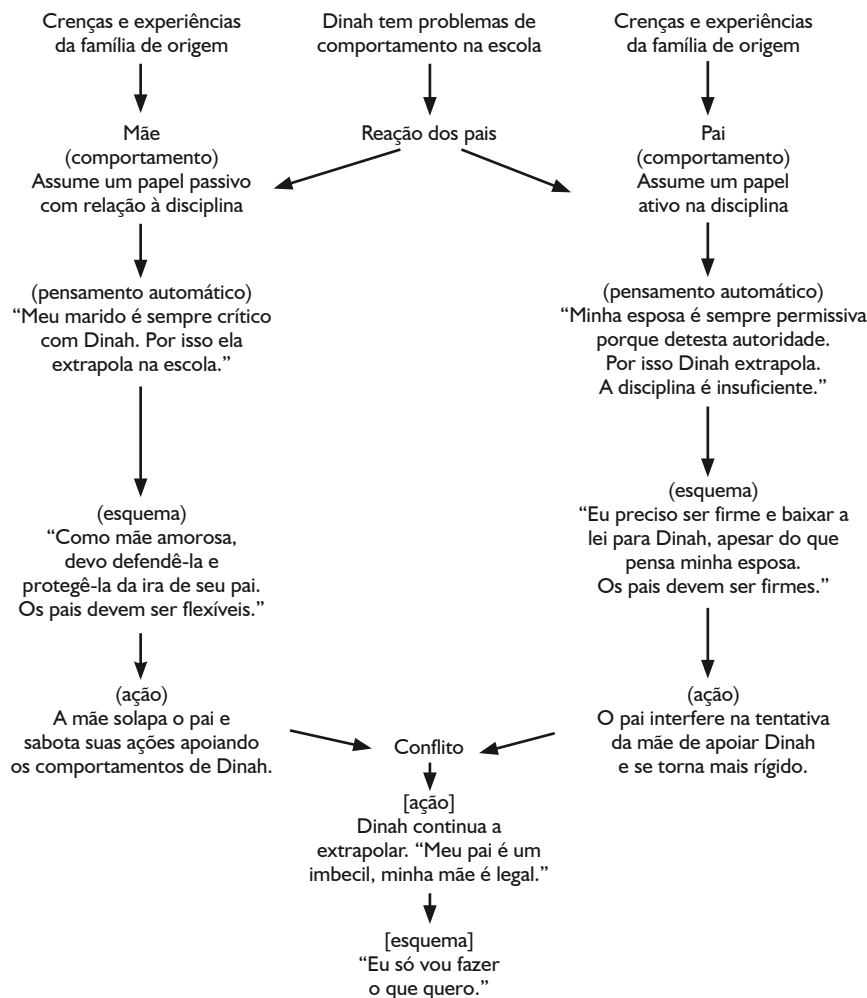 Crenças e experiências
da família de origem
Dinah tem problemas de
comportamento na escola
Crenças e experiências
da família de origem
Mãe
(comportamento)
Assume um papel passivo
com relação à disciplina
Reação dos pais
Pai
(comportamento)
Assume um papel
ativo na disciplina
(pensamento automático)
“Meu marido é sempre crítico
com Dinah. Por isso ela
extrapola na escola.”
(pensamento automático)
“Minha esposa é sempre permissiva
porque detesta autoridade.
Por isso Dinah extrapola.
A disciplina é insuficiente.”
(esquema)
“Como mãe amorosa,
devo defendê-la e
protegê-la da ira de seu pai.
Os pais devem ser flexíveis.”
(esquema)
“Eu preciso ser firme e baixar a
lei para Dinah, apesar do que
pensa minha esposa.
Os pais devem ser firmes.”
(ação)
A mãe solapa o pai e
sabota suas ações apoiando
os comportamentos de Dinah.
(ação)
O pai interfere na tentativa
da mãe de apoiar Dinah
e se torna mais rígido.
Conflito
[ação]
Dinah continua a
extrapolar. “Meu pai é um
imbecil, minha mãe é legal.”
[esquema]
“Eu só vou fazer
o que quero.”